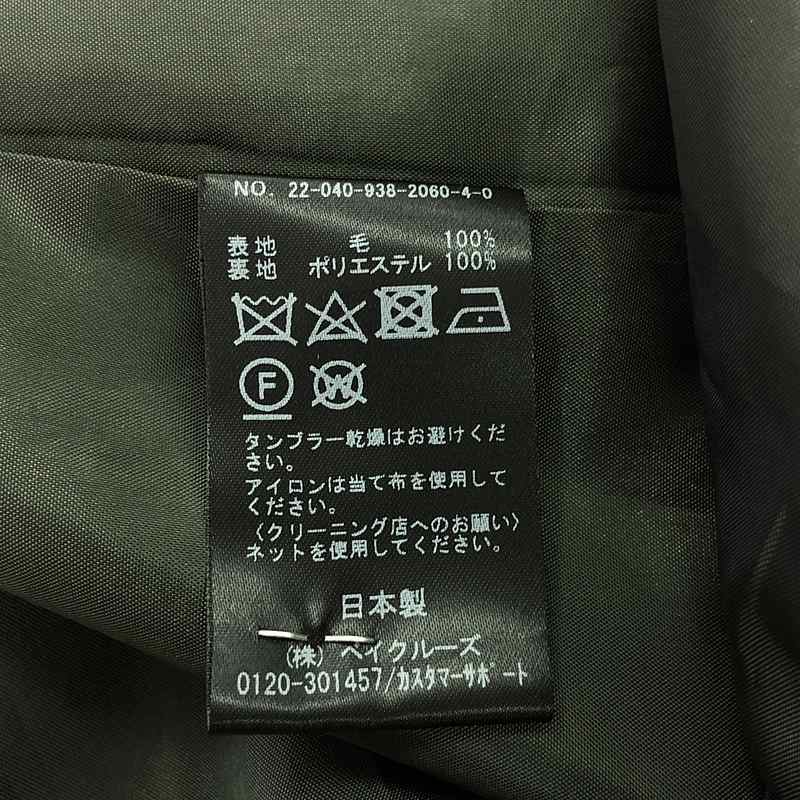 NO. 22-040-938-2060-4-0
表地 毛 100%
裏地 ポリエステル 100%
F
W
タンブラー乾燥はお避けくだ
さい。
アイロンは当て布を使用して
ください。
〈クリーニング店へのお願い〉
ネットを使用してください。
日本製
(株) ベイクルーズ
0120-301457/カスタマーサポート